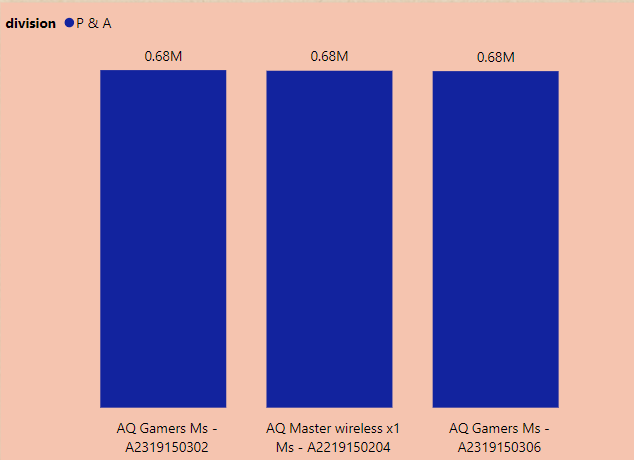 division P & A
0.68M 0.68M 0.68M
AQ Gamers Ms -
A2319150302
AQ Master wireless x1
Ms - A2219150204
AQ Gamers Ms -
A2319150306